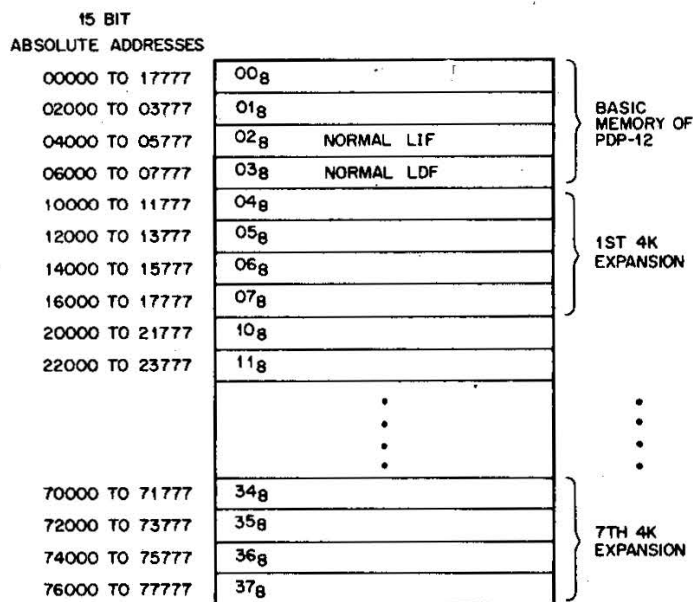 15 BIT
ABSOLUTE ADDRESSES
00000 TO 17777 00₈
02000 TO 03777 01₈
04000 TO 05777 02₈ NORMAL LIF
06000 TO 07777 03₈ NORMAL LDF
BASIC
MEMORY OF
PDP-12
10000 TO 11777 04₈
12000 TO 13777 05₈
14000 TO 15777 06₈
16000 TO 17777 07₈
1ST 4K
EXPANSION
20000 TO 21777 10₈
22000 TO 23777 11₈
70000 TO 71777 34₈
72000 TO 73777 35₈
74000 TO 75777 36₈
76000 TO 77777 37₈
7TH 4K
EXPANSION